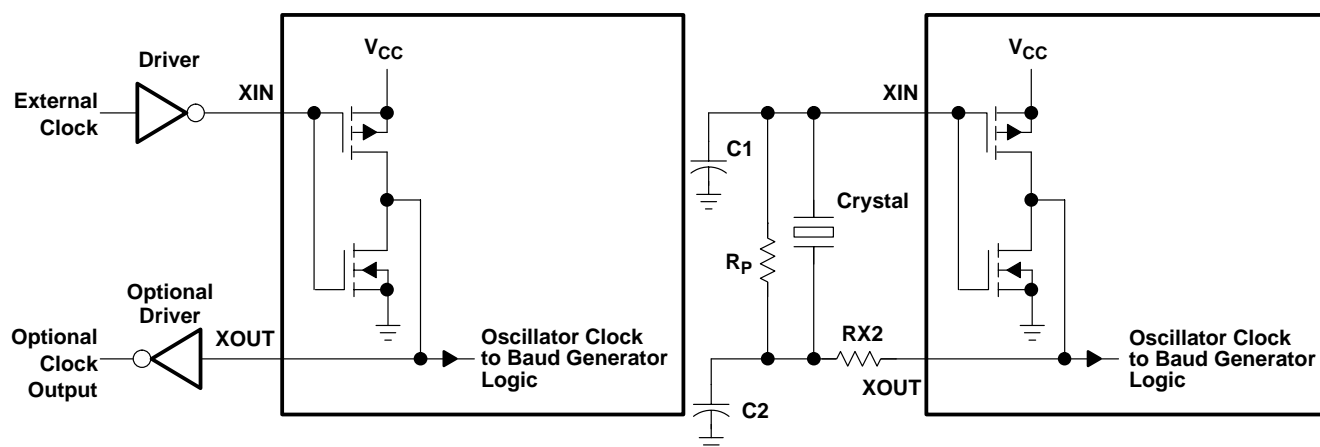 Driver
External
Clock
XIN
VCC
Optional
Driver
Optional
Clock
Output
XOUT
Oscillator Clock
to Baud Generator
Logic
XIN
VCC
C1
Crystal
RP
RX2
XOUT
C2
Oscillator Clock
to Baud Generator
Logic